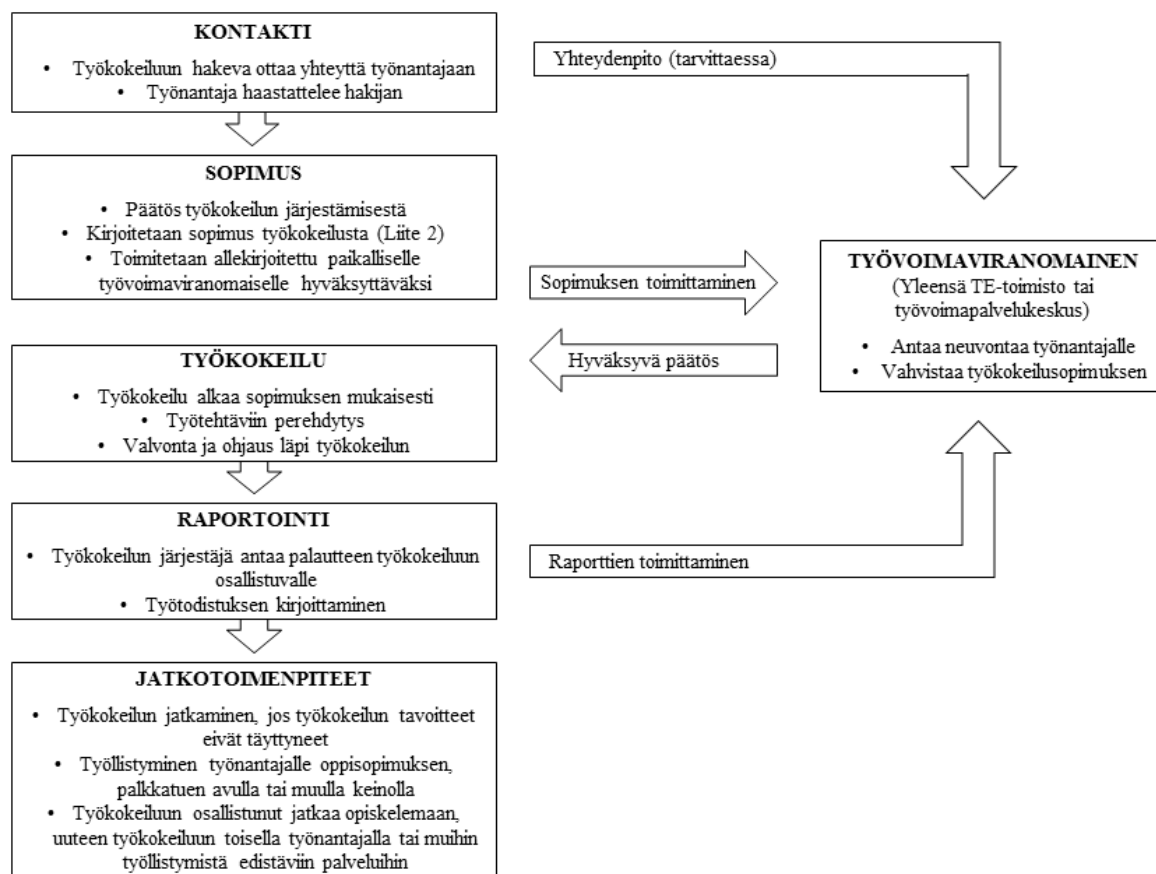 KONTAKTI
• Työkokeiluun hakeva ottaa yhteyttä työnantajaan
• Työnantaja haastattelee hakijan
Yhteydenpito (tarvittaessa)
SOPIMUS
• Päätös työkokeilun järjestämisestä
• Kirjoitetaan sopimus työkokeilusta (Liite 2)
• Toimitetaan allekirjoitettu paikalliselle
työvoimaviranomaiselle hyväksyttäväksi
Sopimuksen toimittaminen
TYÖVOIMAVIRANOMAINEN
(Yleensä TE-toimisto tai
työvoimapalvelukeskus)
• Antaa neuvontaa työnantajalle
• Vahvistaa työkokeilusopimuksen
Hyväksyvä päätös
TYÖKOKEILU
• Työkokeilu alkaa sopimuksen mukaisesti
• Työtehtäviin perehdytys
• Valvonta ja ohjaus läpi työkokeilun
RAPORTOINTI
• Työkokeilun järjestäjä antaa palautteen työkokeiluun
osallistuvalle
• Työtodistuksen kirjoittaminen
Raporttien toimittaminen
JATKOTOIMENPITEET
• Työkokeilun jatkaminen, jos työkokeilun tavoitteet
eivät täyttyneet
• Työllistyminen työnantajalle oppisopimuksen,
palkkatuen avulla tai muulla keinolla
• Työkokeiluun osallistunut jatkaa opiskelemaan,
uuteen työkokeiluun toisella työnantajalla tai muihin
työllistymistä edistäviin palveluihin